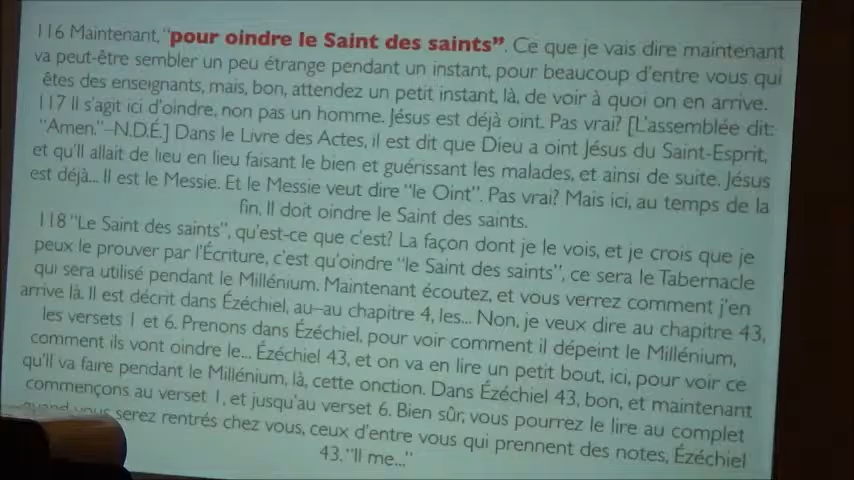 116 Maintenant, "pour oindre le Saint des saints". Ce que je vais dire maintenant
va peut-être sembler un peu étrange pendant un instant, pour beaucoup d'entre vous qui
êtes des enseignants, mais, bon, attendez un petit instant, là, de voir à quoi on en arrive.
117 Il s'agit ici d'oindre, non pas un homme. Jésus est déjà oint. Pas vrai? [L'assemblée dit:
"Amen."–N.D.É.] Dans le Livre des Actes, il est dit que Dieu a oint Jésus du Saint-Esprit,
et qu'Il allait de lieu en lieu faisant le bien et guérissant les malades, et ainsi de suite. Jésus
est déjà... Il est le Messie. Et le Messie veut dire "le Oint". Pas vrai? Mais ici, au temps de la
fin, Il doit oindre le Saint des saints.
118 "Le Saint des saints", qu'est-ce que c'est? La façon dont je le vois, et je crois que je
peux le prouver par l'Écriture, c'est qu'oindre "le Saint des saints", ce sera le Tabernacle
qui sera utilisé pendant le Millénium. Maintenant écoutez, et vous verrez comment j'en
arrive là. Il est décrit dans Ézéchiel, au–au chapitre 4, les... Non, je veux dire au chapitre 43,
les versets 1 et 6. Prenons dans Ézéchiel, pour voir comment il dépeint le Millénium,
comment ils vont oindre le... Ézéchiel 43, et on va en lire un petit bout, ici, pour voir ce
qu'Il va faire pendant le Millénium, là, cette onction. Dans Ézéchiel 43, bon, et maintenant
commençons au verset 1, et jusqu'au verset 6. Bien sûr, vous pourrez le lire au complet
quand vous serez rentrés chez vous, ceux d'entre vous qui prennent des notes, Ézéchiel
43. "Il me..."